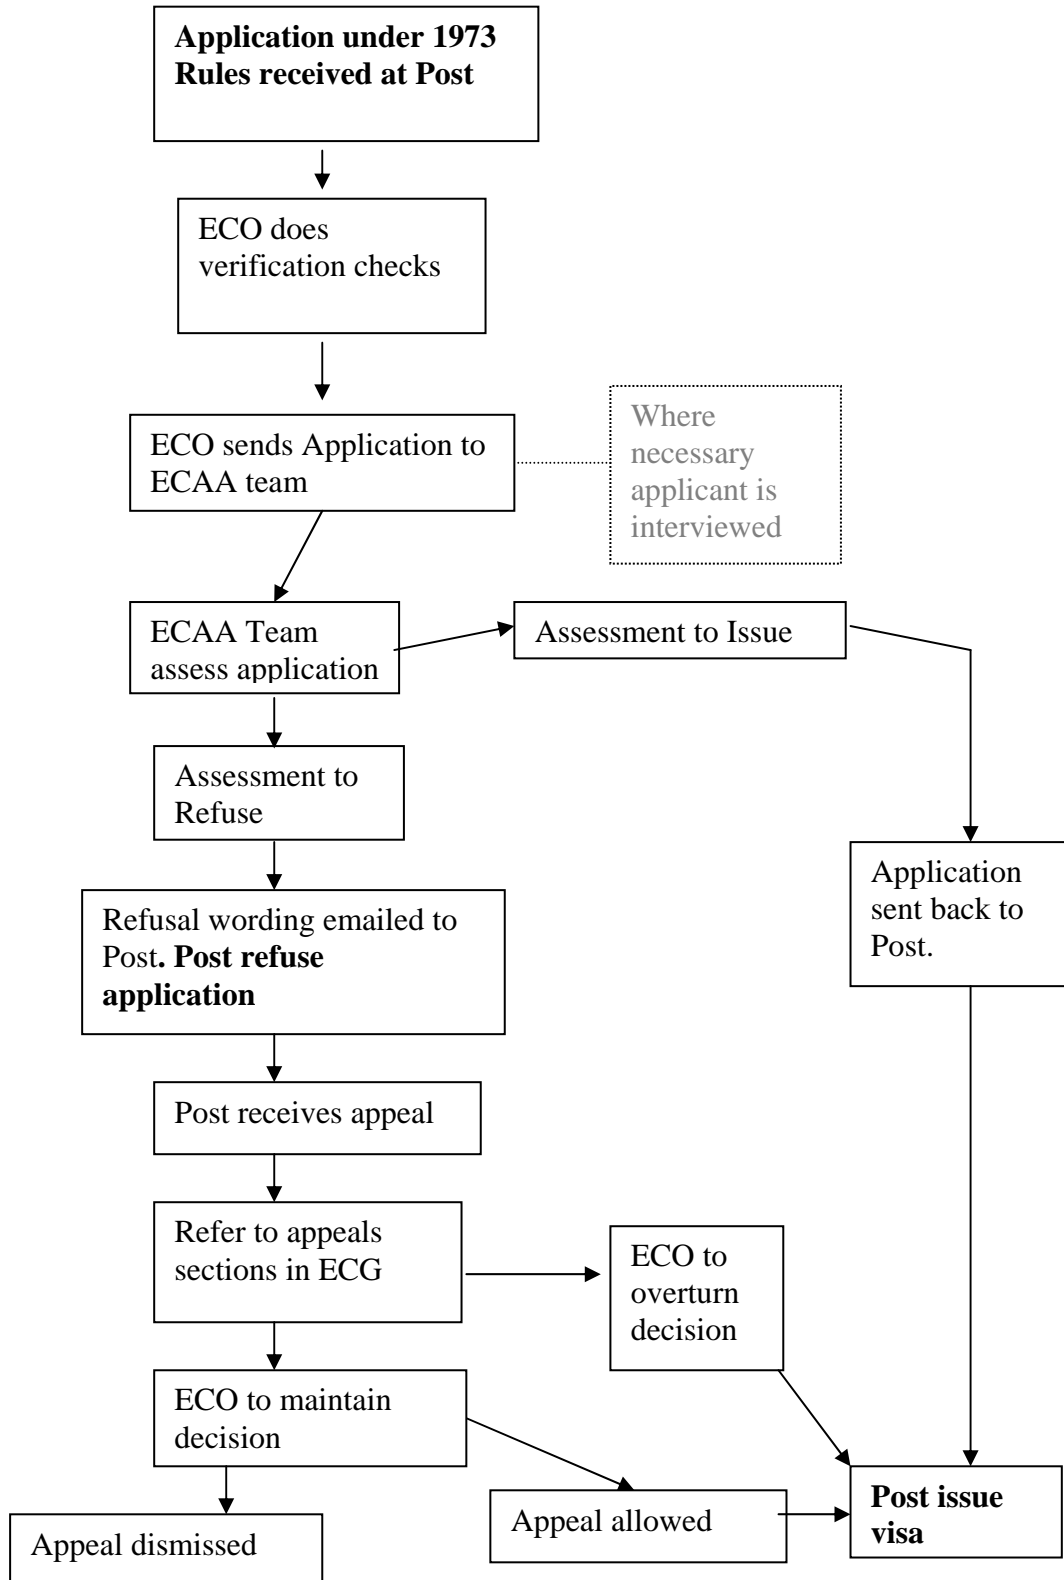 Application under 1973
Rules received at Post
ECO does
verification checks
ECO sends Application to
ECAA team
Where
necessary
applicant is
interviewed
ECAA Team
assess application
Assessment to Issue
Assessment to
Refuse
Application
sent back to
Post.
Refusal wording emailed to
Post. Post refuse
application
Post receives appeal
Refer to appeals
sections in ECG
ECO to
overturn
decision
ECO to maintain
decision
Post issue
visa
Appeal allowed
Appeal dismissed